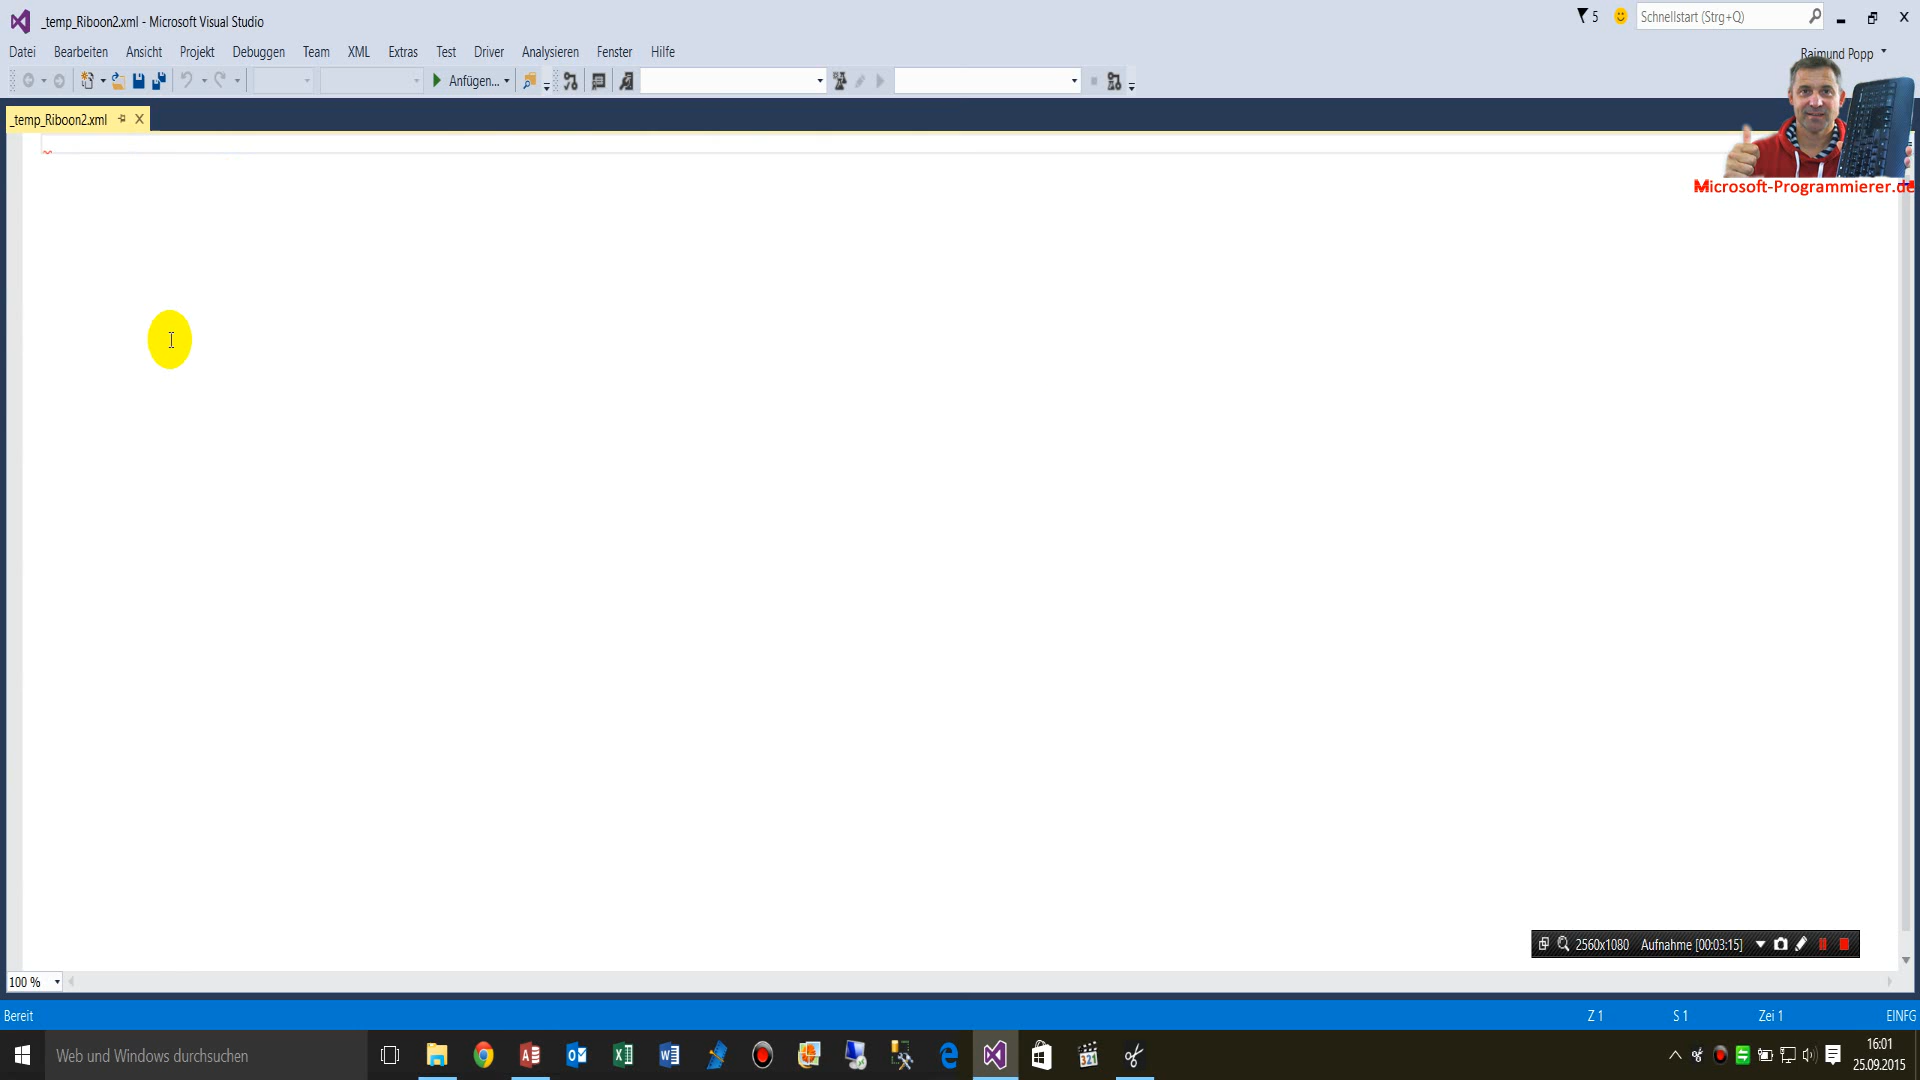 _temp_Riboon2.xml - Microsoft Visual Studio
5
Schnellstart (Strg+Q)
Datei Bearbeiten Ansicht Projekt Debuggen Team XML Extras Test Driver Analysieren Fenster Hilfe
Raimund Popp
Anfügen...
_temp_Riboon2.xml
Microsoft-Programmierer.de
2560x1080 Aufnahme [00:03:15]
100 %
Bereit
Z 1 S 1 Zei 1 EINFG
Web und Windows durchsuchen
321
16:01
25.09.2015